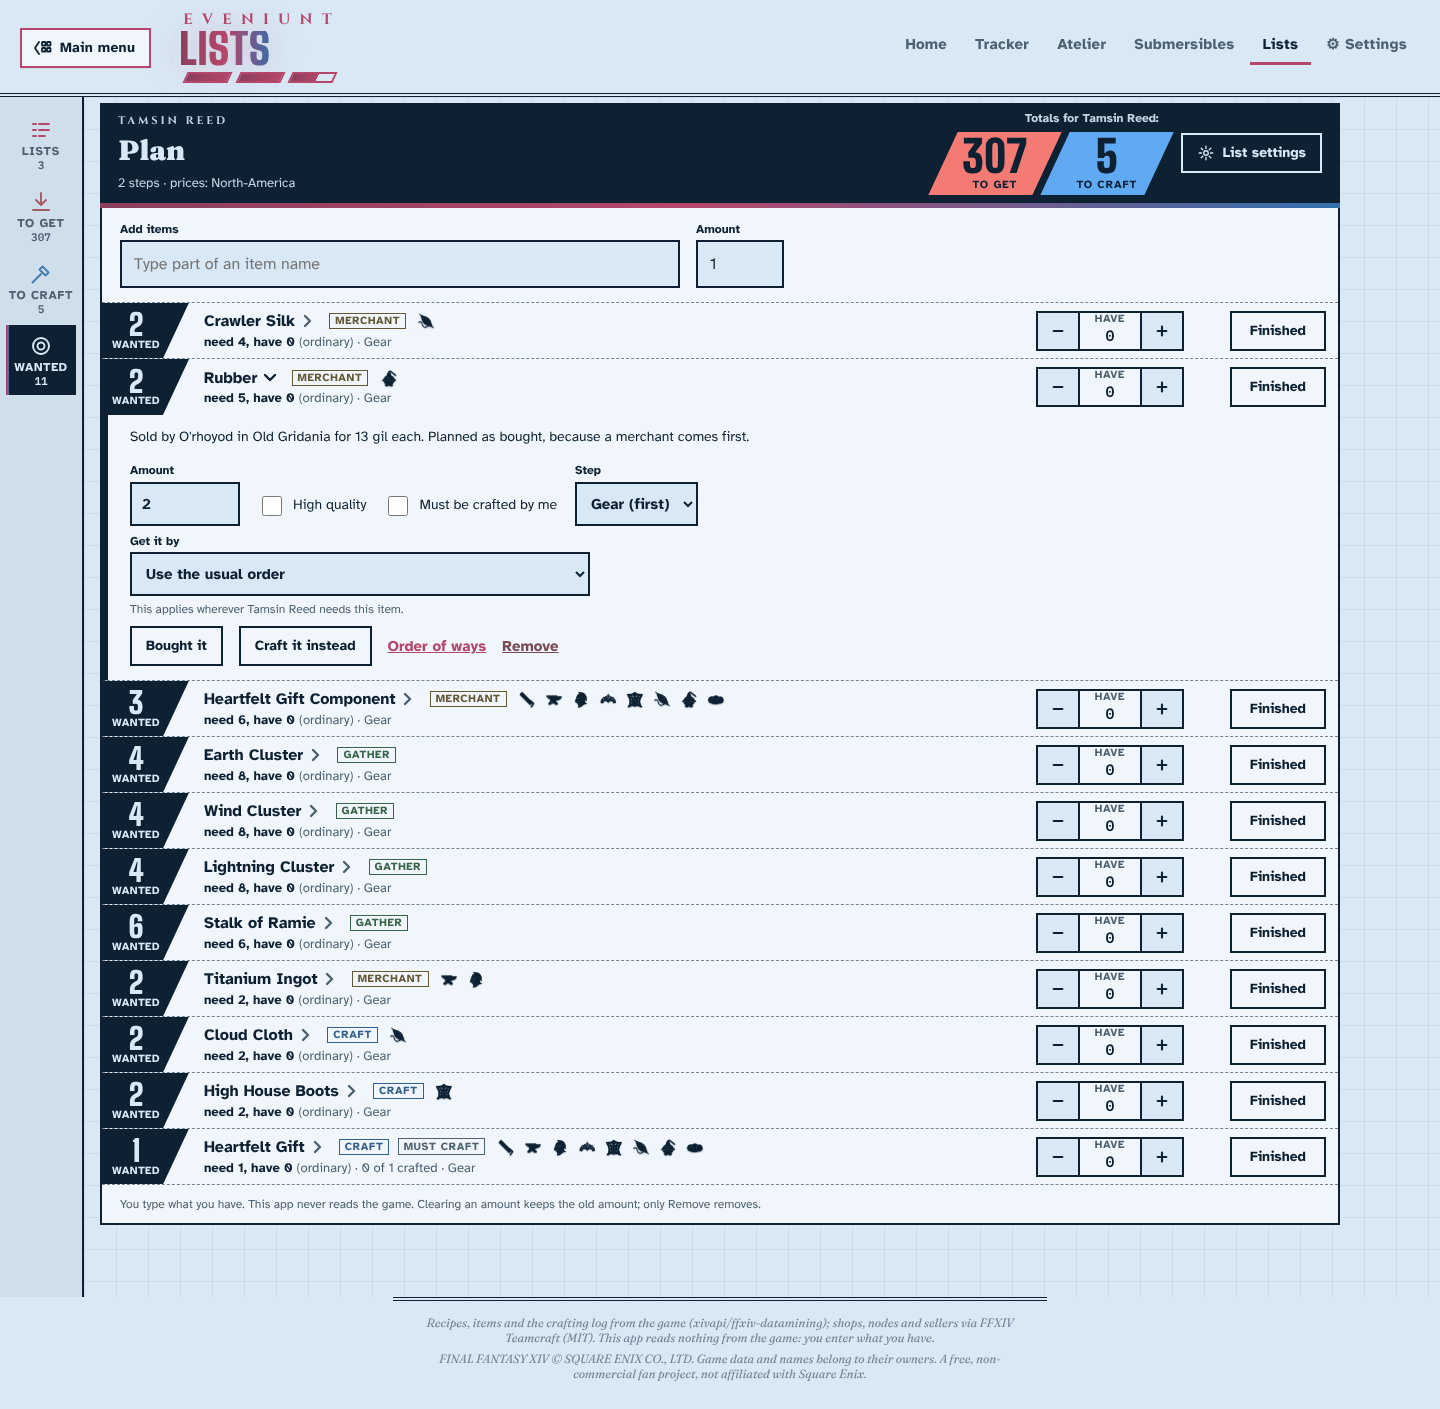 Main menu
EVENIUNT
LISTS
Home
Tracker
Atelier
Submersibles
Lists
⚙ Settings
LISTS
3
TO GET
307
TO CRAFT
5
WANTED
11
TAMSIN REED
Plan
2 steps · prices: North-America
Totals for Tamsin Reed:
307
TO GET
5
TO CRAFT
List settings
Add items
Amount
Type part of an item name
1
2
WANTED
Crawler Silk
MERCHANT
need 4, have 0 (ordinary) · Gear
−
HAVE
0
+
Finished
2
WANTED
Rubber
MERCHANT
need 5, have 0 (ordinary) · Gear
−
HAVE
0
+
Finished
Sold by O'rhoyod in Old Gridania for 13 gil each. Planned as bought, because a merchant comes first.
Amount
Step
2
High quality
Must be crafted by me
Gear (first)
Get it by
Use the usual order
This applies wherever Tamsin Reed needs this item.
Bought it
Craft it instead
Order of ways
Remove
3
WANTED
Heartfelt Gift Component
MERCHANT
need 6, have 0 (ordinary) · Gear
−
HAVE
0
+
Finished
4
WANTED
Earth Cluster
GATHER
need 8, have 0 (ordinary) · Gear
−
HAVE
0
+
Finished
4
WANTED
Wind Cluster
GATHER
need 8, have 0 (ordinary) · Gear
−
HAVE
0
+
Finished
4
WANTED
Lightning Cluster
GATHER
need 8, have 0 (ordinary) · Gear
−
HAVE
0
+
Finished
6
WANTED
Stalk of Ramie
GATHER
need 6, have 0 (ordinary) · Gear
−
HAVE
0
+
Finished
2
WANTED
Titanium Ingot
MERCHANT
need 2, have 0 (ordinary) · Gear
−
HAVE
0
+
Finished
2
WANTED
Cloud Cloth
CRAFT
need 2, have 0 (ordinary) · Gear
−
HAVE
0
+
Finished
2
WANTED
High House Boots
CRAFT
need 2, have 0 (ordinary) · Gear
−
HAVE
0
+
Finished
1
WANTED
Heartfelt Gift
CRAFT
MUST CRAFT
need 1, have 0 (ordinary) · 0 of 1 crafted · Gear
−
HAVE
0
+
Finished
You type what you have. This app never reads the game. Clearing an amount keeps the old amount; only Remove removes.
Recipes, items and the crafting log from the game (xivapi/ffxiv-datamining); shops, nodes and sellers via FFXIV
Teamcraft (MIT). This app reads nothing from the game: you enter what you have.
FINAL FANTASY XIV © SQUARE ENIX CO., LTD. Game data and names belong to their owners. A free, non-
commercial fan project, not affiliated with Square Enix.